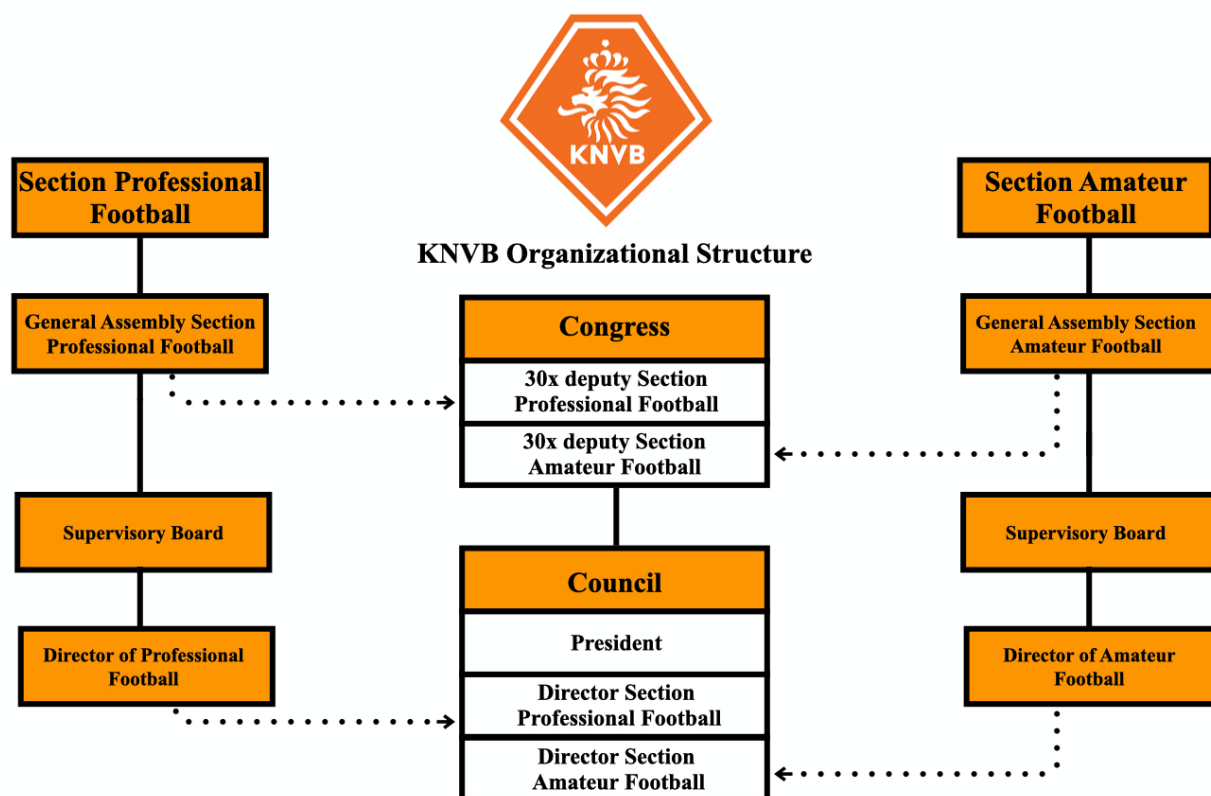 KNVB
KNVB Organizational Structure
Section Professional
Football
General Assembly Section
Professional Football
Supervisory Board
Director of Professional
Football
Congress
30x deputy Section
Professional Football
30x deputy Section
Amateur Football
Council
President
Director Section
Professional Football
Director Section
Amateur Football
Section Amateur
Football
General Assembly Section
Amateur Football
Supervisory Board
Director of Amateur
Football